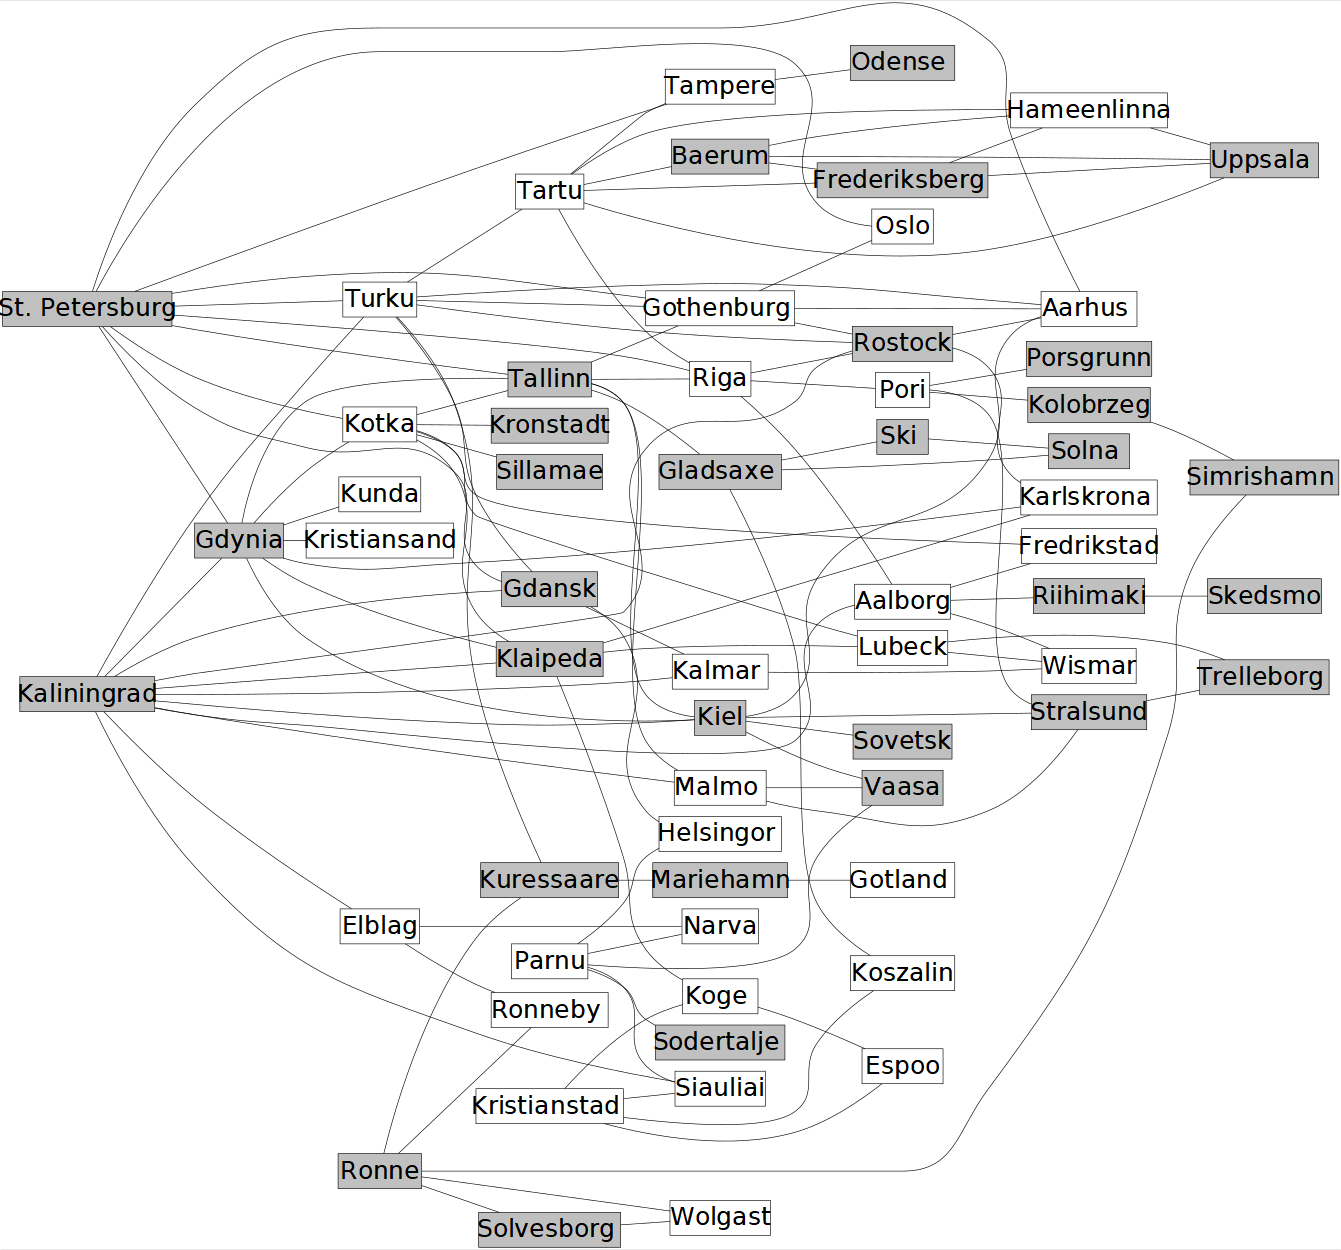 Odense
Tampere
Hameenlinna
Baerum
Uppsala
Frederiksberg
Tartu
Oslo
Turku
St. Petersburg
Gothenburg
Aarhus
Rostock
Porsgrunn
Tallinn
Riga
Pori
Kolobrzeg
Kotka
Kronstadt
Ski
Solna
Sillamae
Gladsaxe
Simrishamn
Kunda
Karlskrona
Gdynia
Kristiansand
Fredrikstad
Gdansk
Aalborg
Riihimaki
Skedsmo
Klaipeda
Lubeck
Kalmar
Wismar
Trelleborg
Kaliningrad
Kiel
Stralsund
Sovetsk
Malmo
Vaasa
Helsingor
Kuressaare
Mariehamn
Gotland
Elblag
Narva
Parnu
Koszalin
Koge
Ronneby
Sodertalje
Espoo
Siauliai
Kristianstad
Ronne
Wolgast
Solvesborg